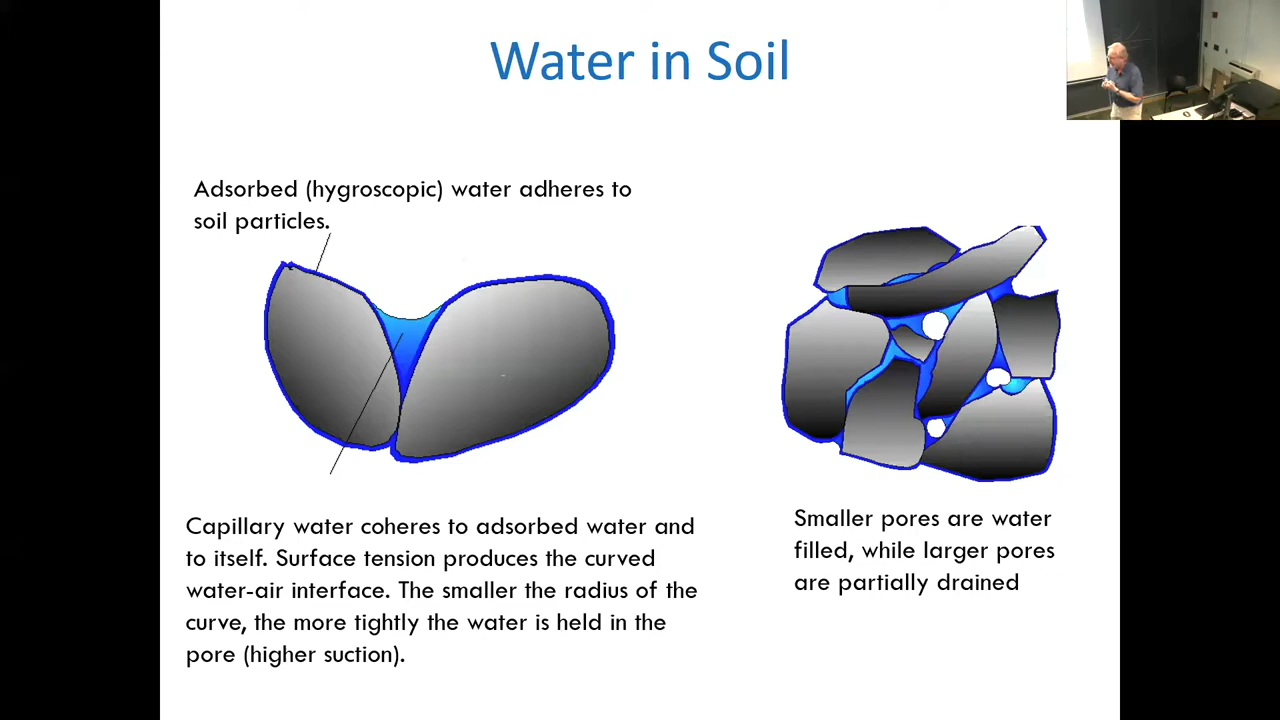 Water in Soil
Adsorbed (hygroscopic) water adheres to
soil particles.
Capillary water coheres to adsorbed water and
to itself. Surface tension produces the curved
water-air interface. The smaller the radius of the
curve, the more tightly the water is held in the
pore (higher suction).
Smaller pores are water
filled, while larger pores
are partially drained